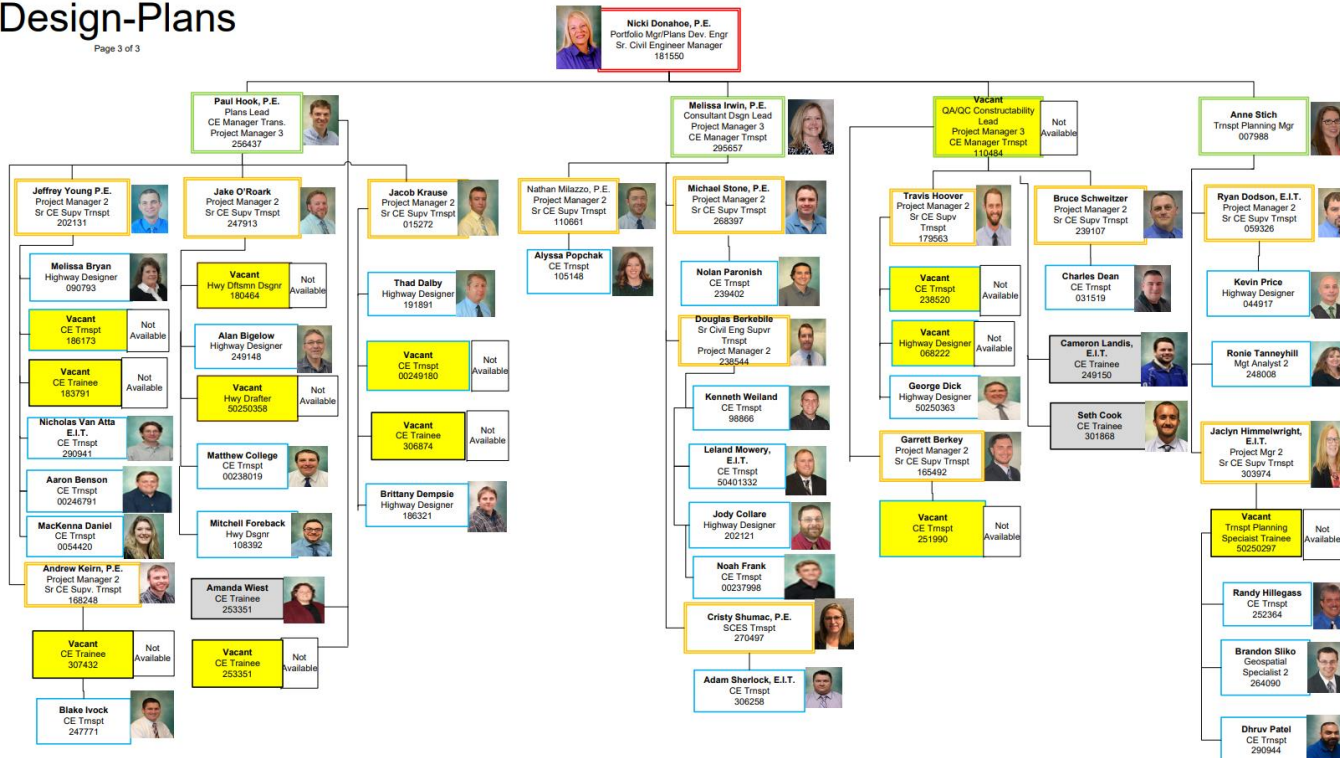 Design-Plans
Page 3 of 3
Nicki Donahoe, P.E.
Portfolio Mgr/Plans Dev. Engr
Sr. Civil Engineer Manager
181550
Paul Hook, P.E.
Plans Lead
CE Manager Trans.
Project Manager 3
256437
Melissa Irwin, P.E.
Consultant Dsgn Lead
Project Manager 3
CE Manager Trnspt
295657
Vacant
QA/QC Constructability
Lead
Project Manager 3
CE Manager Trnspt
110484
Not
Available
Anne Stich
Trnspt Planning Mgr
007988
Jeffrey Young P.E.
Project Manager 2
Sr CE Supv Trnspt
202131
Melissa Bryan
Highway Designer
090793
Vacant
CE Trnspt
186173
Not
Available
Vacant
CE Trainee
183791
Not
Available
Nicholas Van Atta
E.I.T.
CE Trnspt
290941
Aaron Benson
CE Trnspt
00246791
MacKenna Daniel
CE Trnspt
0054420
Andrew Keirn, P.E.
Project Manager 2
Sr CE Supv. Trnspt
168248
Vacant
CE Trainee
307432
Not
Available
Blake Ivock
CE Trnspt
247771
Jake O'Roark
Project Manager 2
Sr CE Supv Trnspt
247913
Vacant
Hwy Dftsmn Dsgnr
180464
Not
Available
Alan Bigelow
Highway Designer
249148
Vacant
Hwy Drafter
50250358
Not
Available
Matthew College
CE Trnspt
00238019
Mitchell Foreback
Hwy Dsgnr
108392
Amanda Wiest
CE Trainee
253351
Vacant
CE Trainee
253351
Not
Available
Jacob Krause
Project Manager 2
Sr CE Supv Trnspt
015272
Thad Dalby
Highway Designer
191891
Vacant
CE Trnspt
00249180
Not
Available
Vacant
CE Trainee
306874
Not
Available
Brittany Dempsie
Highway Designer
186321
Nathan Milazzo, P.E.
Project Manager 2
Sr CE Supv Trnspt
110661
Alyssa Popchak
CE Trnspt
105148
Michael Stone, P.E.
Project Manager 2
Sr CE Supv Trnspt
268397
Nolan Paronish
CE Trnspt
239402
Douglas Berkebile
Sr Civil Eng Supvr
Trnspt
Project Manager 2
238544
Kenneth Weiland
CE Trnspt
98866
Leland Mowery,
E.I.T.
CE Trnspt
50401332
Jody Collare
Highway Designer
202121
Noah Frank
CE Trnspt
00237998
Cristy Shumac, P.E.
SCES Trnspt
270497
Adam Sherlock, E.I.T.
CE Trnspt
306258
Travis Hoover
Project Manager 2
Sr CE Supv
Trnspt
179563
Vacant
CE Trnspt
238520
Not
Available
Vacant
Highway Designer
068222
Not
Available
George Dick
Highway Designer
50250363
Garrett Berkey
Project Manager 2
Sr CE Supv Trnspt
165492
Vacant
CE Trnspt
251990
Not
Available
Bruce Schweitzer
Project Manager 2
Sr CE Supv Trnspt
239107
Charles Dean
CE Trnspt
031519
Cameron Landis,
E.I.T.
CE Trainee
249150
Seth Cook
CE Trainee
301868
Ryan Dodson, E.I.T.
Project Manager 2
Sr CE Supv Trnspt
059326
Kevin Price
Highway Designer
044917
Ronie Tanneyhill
Mgt Analyst 2
248008
Jaclyn Himmelwright,
E.I.T.
Project Mgr 2
Sr CE Supv Trnspt
303974
Vacant
Trnspt Planning
Speciaist Trainee
50250297
Not
Available
Randy Hillegass
CE Trnspt
252364
Brandon Sliko
Geospatial
Specialist 2
264090
Dhruv Patel
CE Trnspt
290944